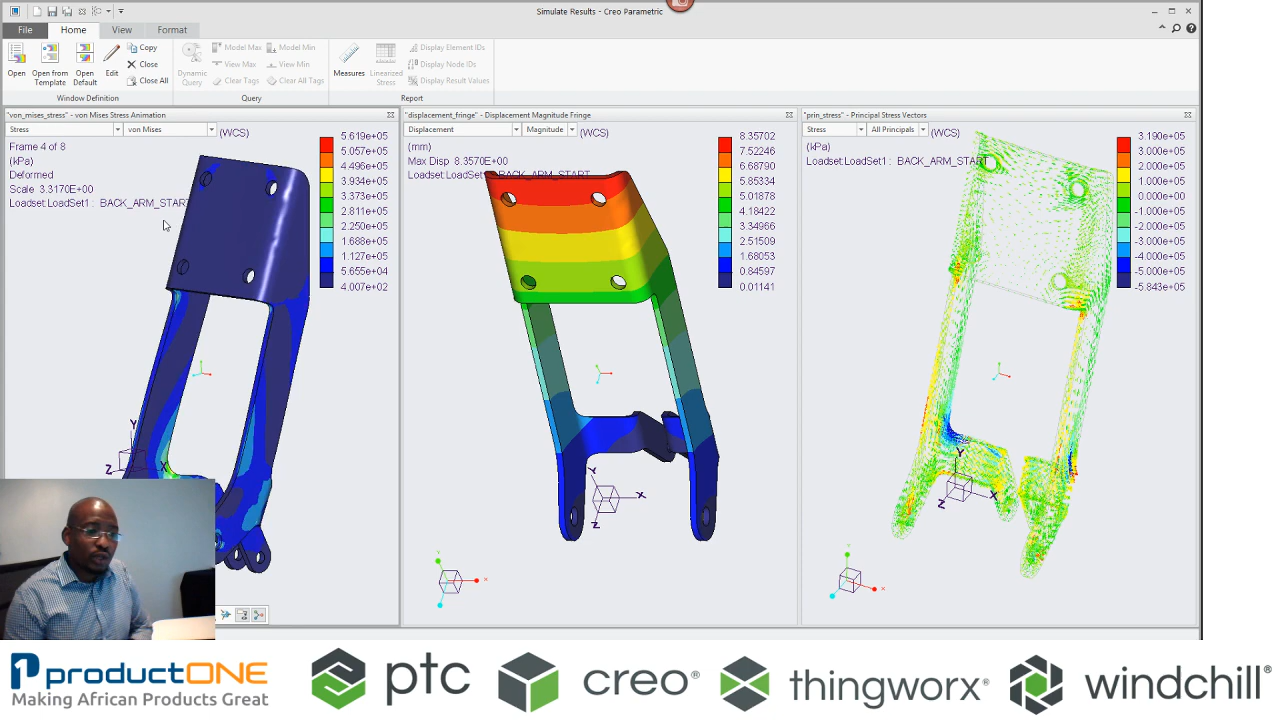 Simulate Results - Creo Parametric
File Home View Format
Open
Open from Template
Open Default
Edit
Copy
Close
Close All
Window Definition
Dynamic Query
Model Max
View Max
Clear Tags
Model Min
View Min
Clear All Tags
Query
Measures
Linearized Stress
Display Element IDs
Display Node IDs
Display Result Values
Report
"von_mises_stress" - von Mises Stress Animation
Stress von Mises (WCS)
Frame 4 of 8
(kPa)
Deformed
Scale 3.3170E+00
Loadset:LoadSet1 : BACK_ARM_START
5.619e+05
5.057e+05
4.496e+05
3.934e+05
3.373e+05
2.811e+05
2.250e+05
1.688e+05
1.127e+05
5.655e+04
4.007e+02
Y
Z X
"displacement_fringe" - Displacement Magnitude Fringe
Displacement Magnitude (WCS)
(mm)
Max Disp 8.3570E+00
Loadset:LoadSet1 : BACK_ARM_START
8.35702
7.52246
6.68790
5.85334
5.01878
4.18422
3.34966
2.51509
1.68053
0.84597
0.01141
Y
X
Z
Y
X
"prin_stress" - Principal Stress Vectors
Stress All Principals (WCS)
(kPa)
Loadset:LoadSet1 : BACK_ARM_START
3.190e+05
2.000e+05
1.000e+05
0.000e+00
-1.000e+05
-2.000e+05
-3.000e+05
-4.000e+05
-5.000e+05
-5.843e+05
Y
X
Z
Y
X
productONE
Making African Products Great
ptc
creo®
thingworx®
windchill®